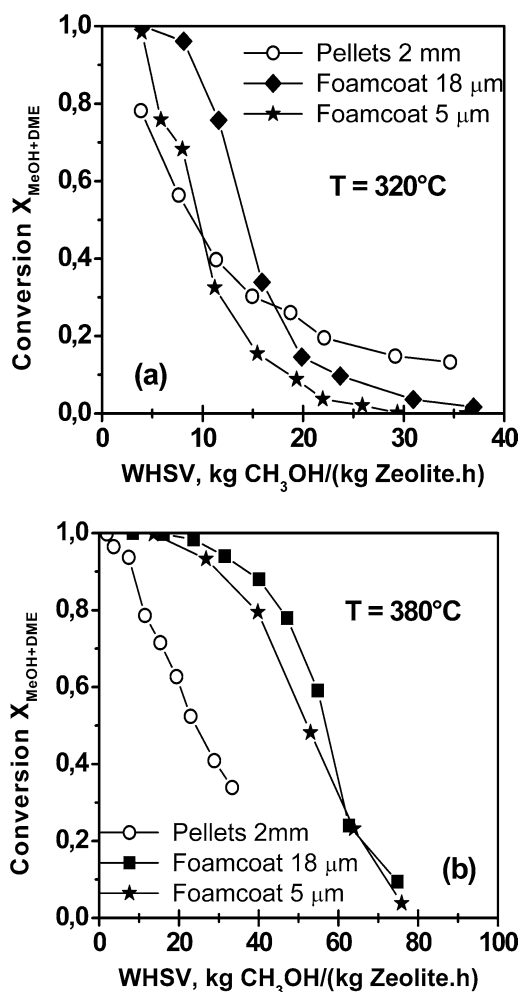 1,0
0,8
0,6
0,4
0,2
0,0
Conversion X_MeOH+DME
Pellets 2 mm
Foamcoat 18 μm
Foamcoat 5 μm
T = 320°C
(a)
0 10 20 30 40
WHSV, kg CH₃OH/(kg Zeolite.h)
1,0
0,8
0,6
0,4
0,2
0,0
Conversion X_MeOH+DME
T = 380°C
Pellets 2mm
Foamcoat 18 μm
Foamcoat 5 μm
(b)
0 20 40 60 80 100
WHSV, kg CH₃OH/(kg Zeolite.h)